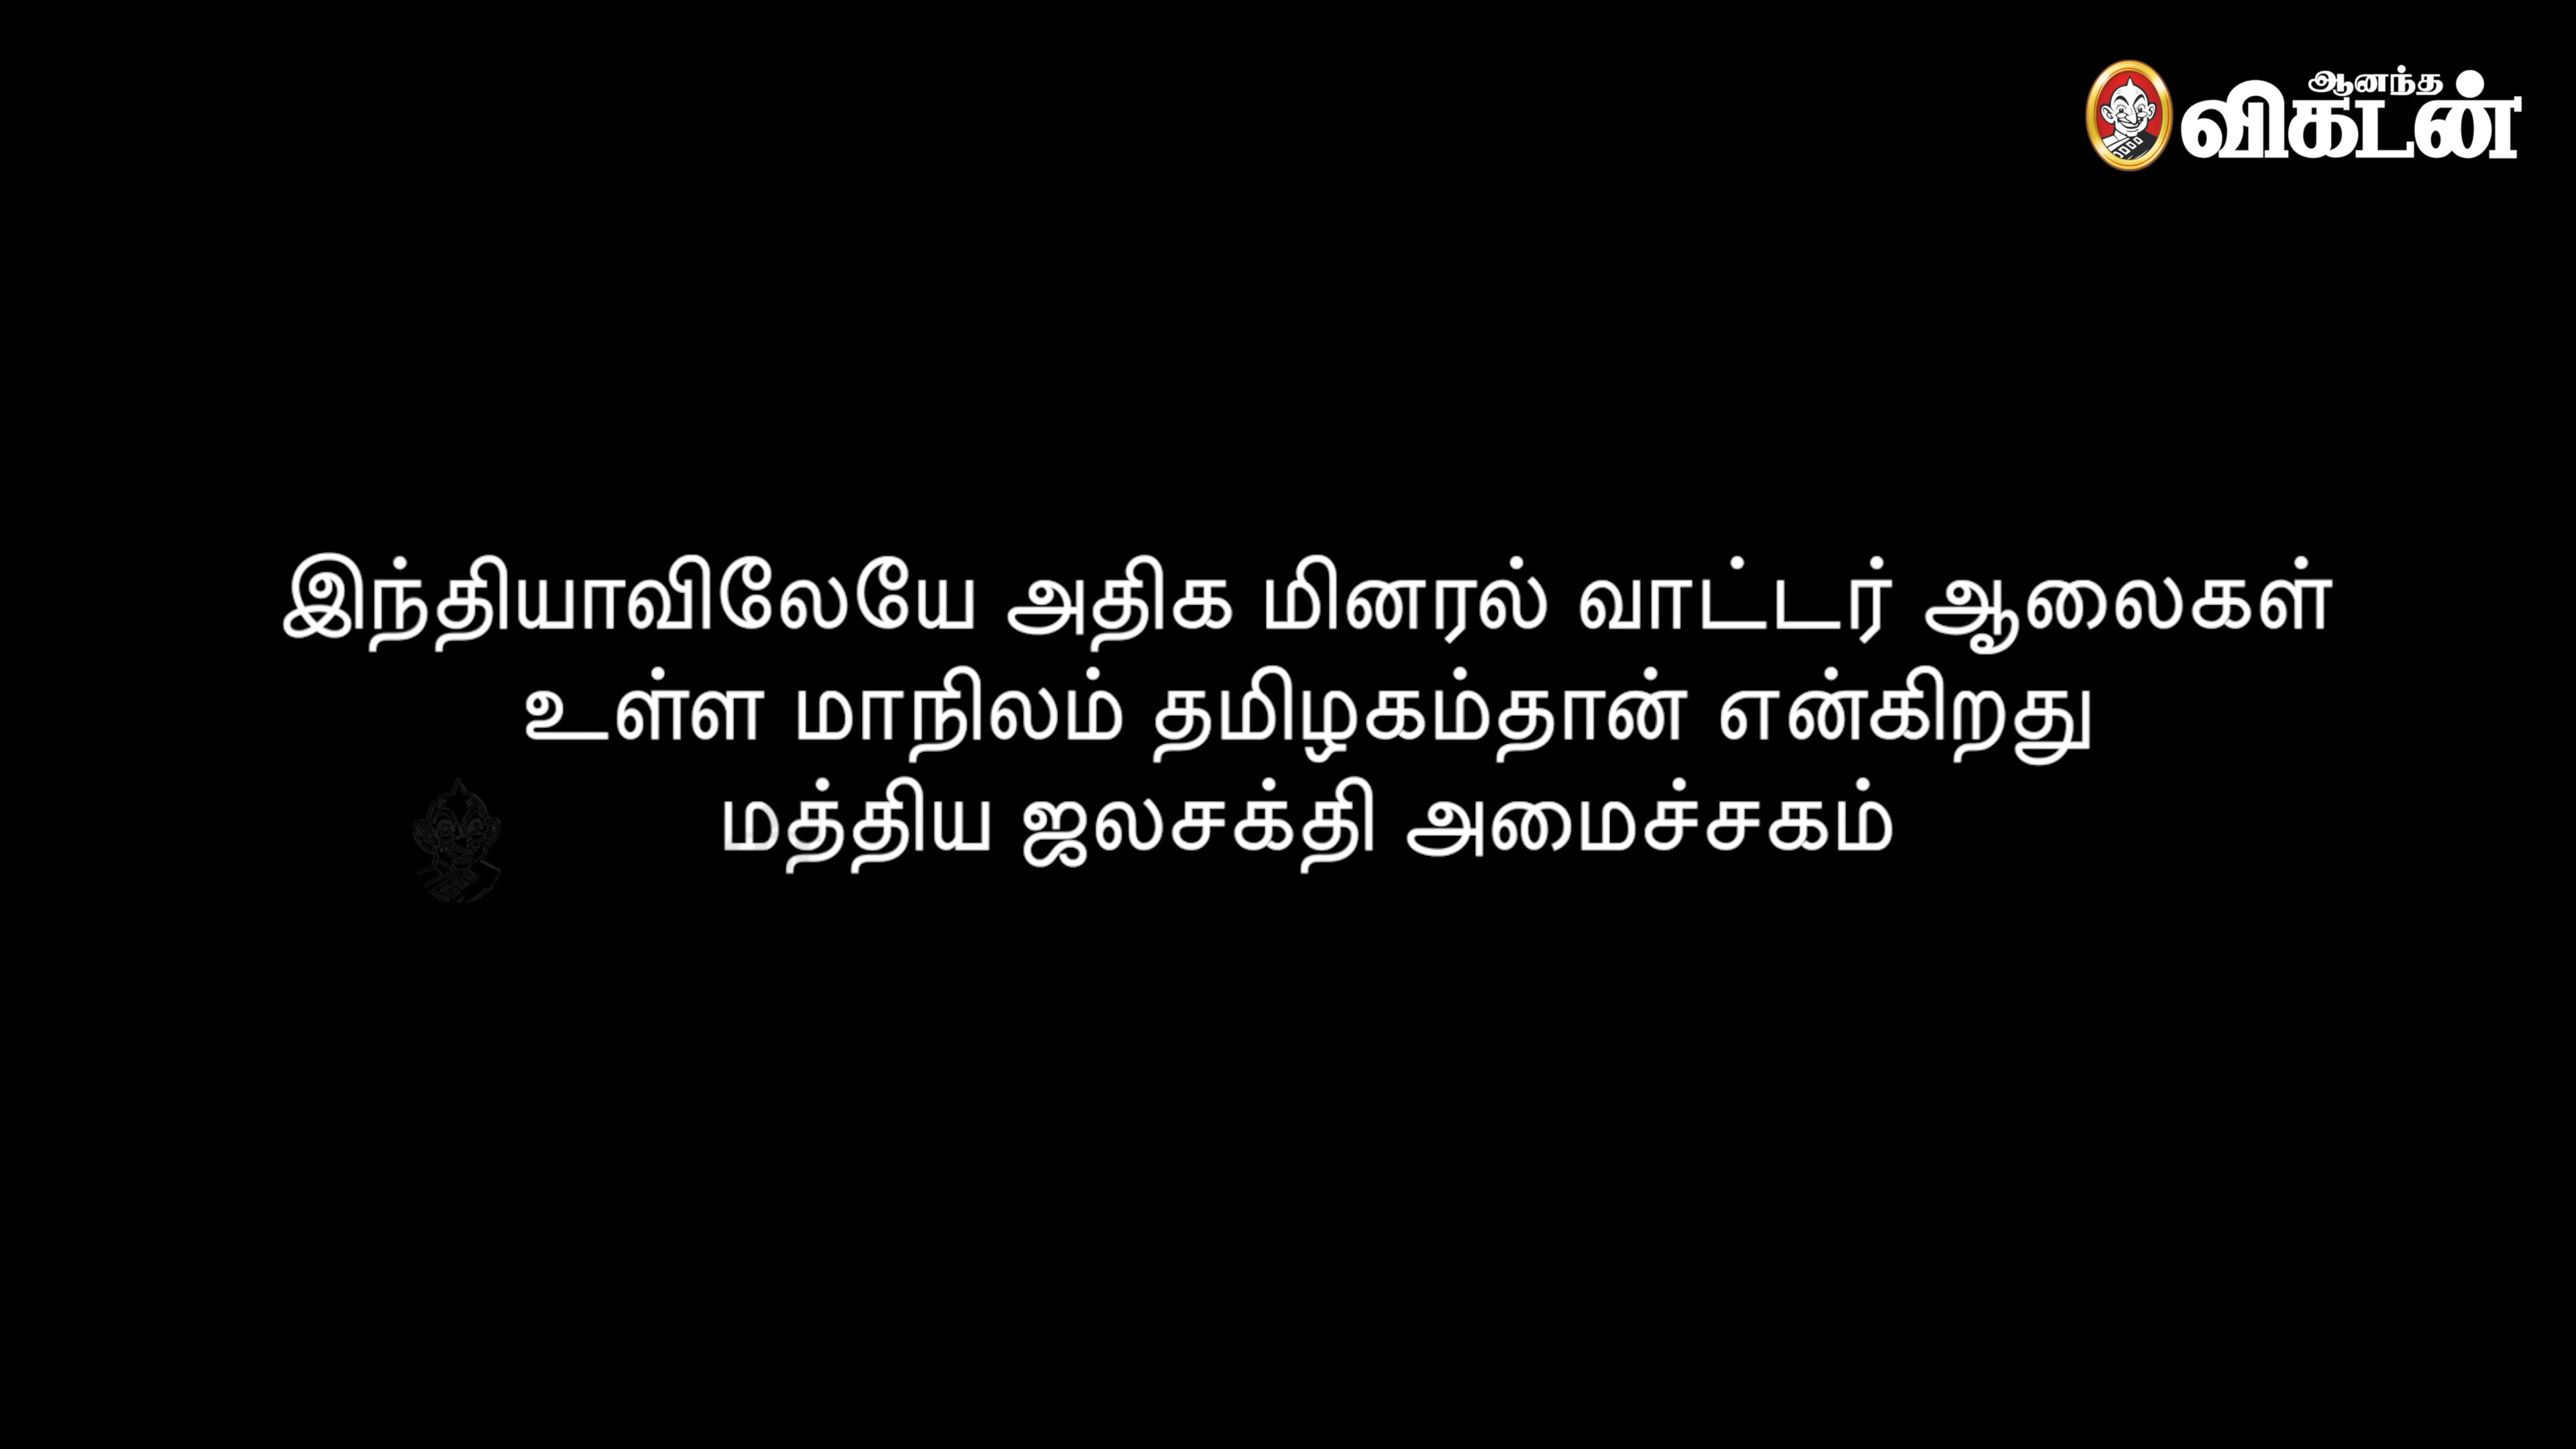 ஆனந்த
விகடன்
இந்தியாவிலேயே அதிக மினரல் வாட்டர் ஆலைகள்
உள்ள மாநிலம் தமிழகம்தான் என்கிறது
மத்திய ஜலசக்தி அமைச்சகம்